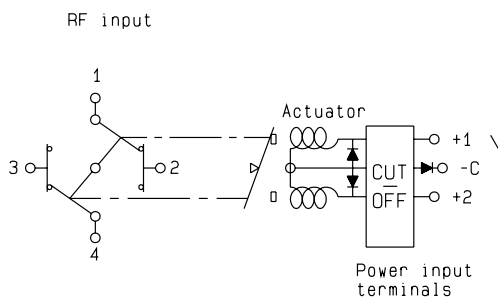 RF input
1
Actuator
+1
3
2
CUT
-C
OFF
+2
4
Power input
terminals